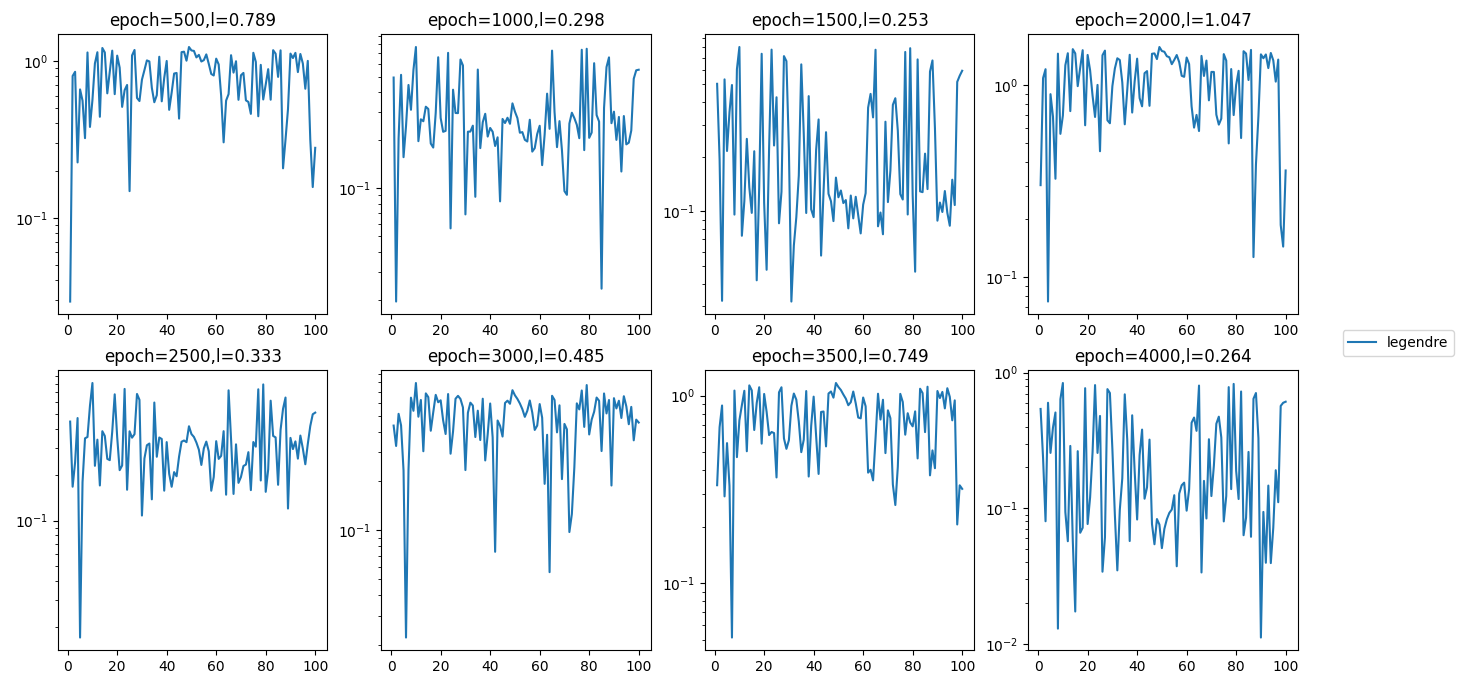 epoch=500,l=0.789
epoch=1000,l=0.298
epoch=1500,l=0.253
epoch=2000,l=1.047
10⁰
10⁻¹
0 20 40 60 80 100
10⁻¹
0 20 40 60 80 100
10⁻¹
0 20 40 60 80 100
10⁰
10⁻¹
0 20 40 60 80 100
legendre
epoch=2500,l=0.333
epoch=3000,l=0.485
epoch=3500,l=0.749
epoch=4000,l=0.264
10⁻¹
0 20 40 60 80 100
10⁻¹
0 20 40 60 80 100
10⁰
10⁻¹
0 20 40 60 80 100
10⁰
10⁻¹
10⁻²
0 20 40 60 80 100